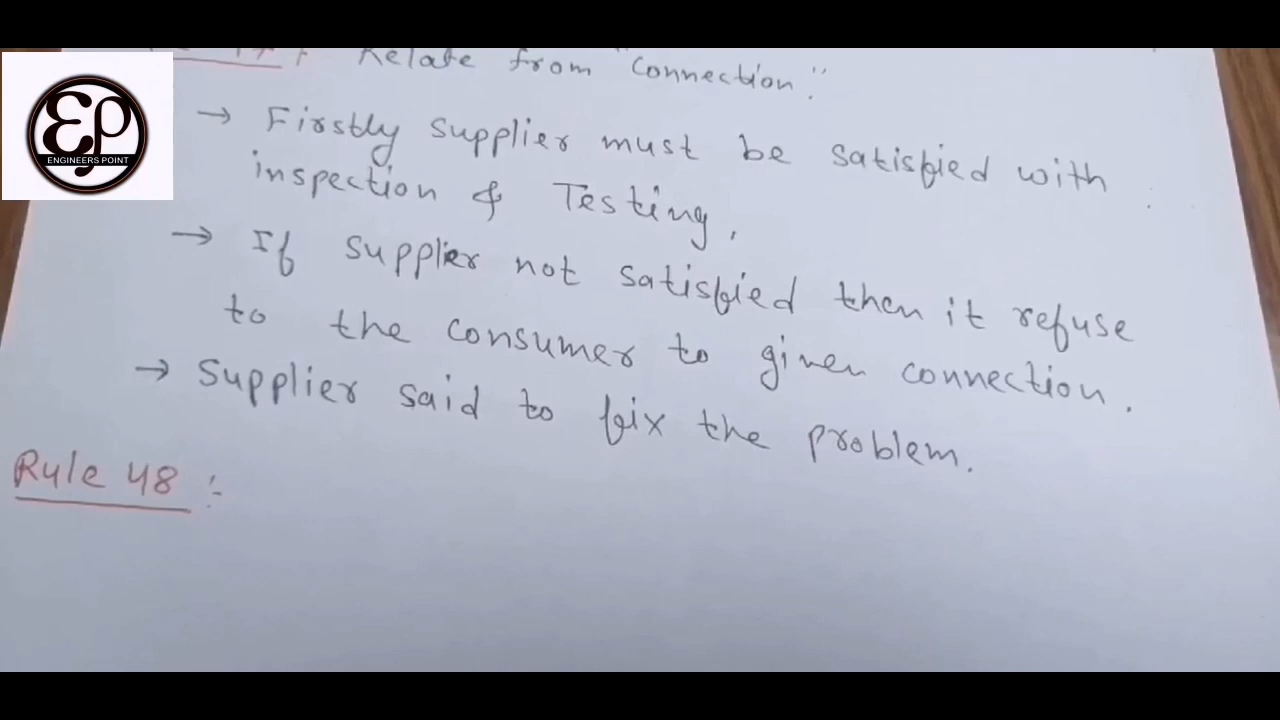 Relate from "Connection".
EP
ENGINEERS POINT
→ Firstly supplier must be satisfied with
inspection & Testing,
→ If supplier not satisfied then it refuse
to the consumer to given connection.
→ Supplier said to fix the problem.
Rule 48 :-